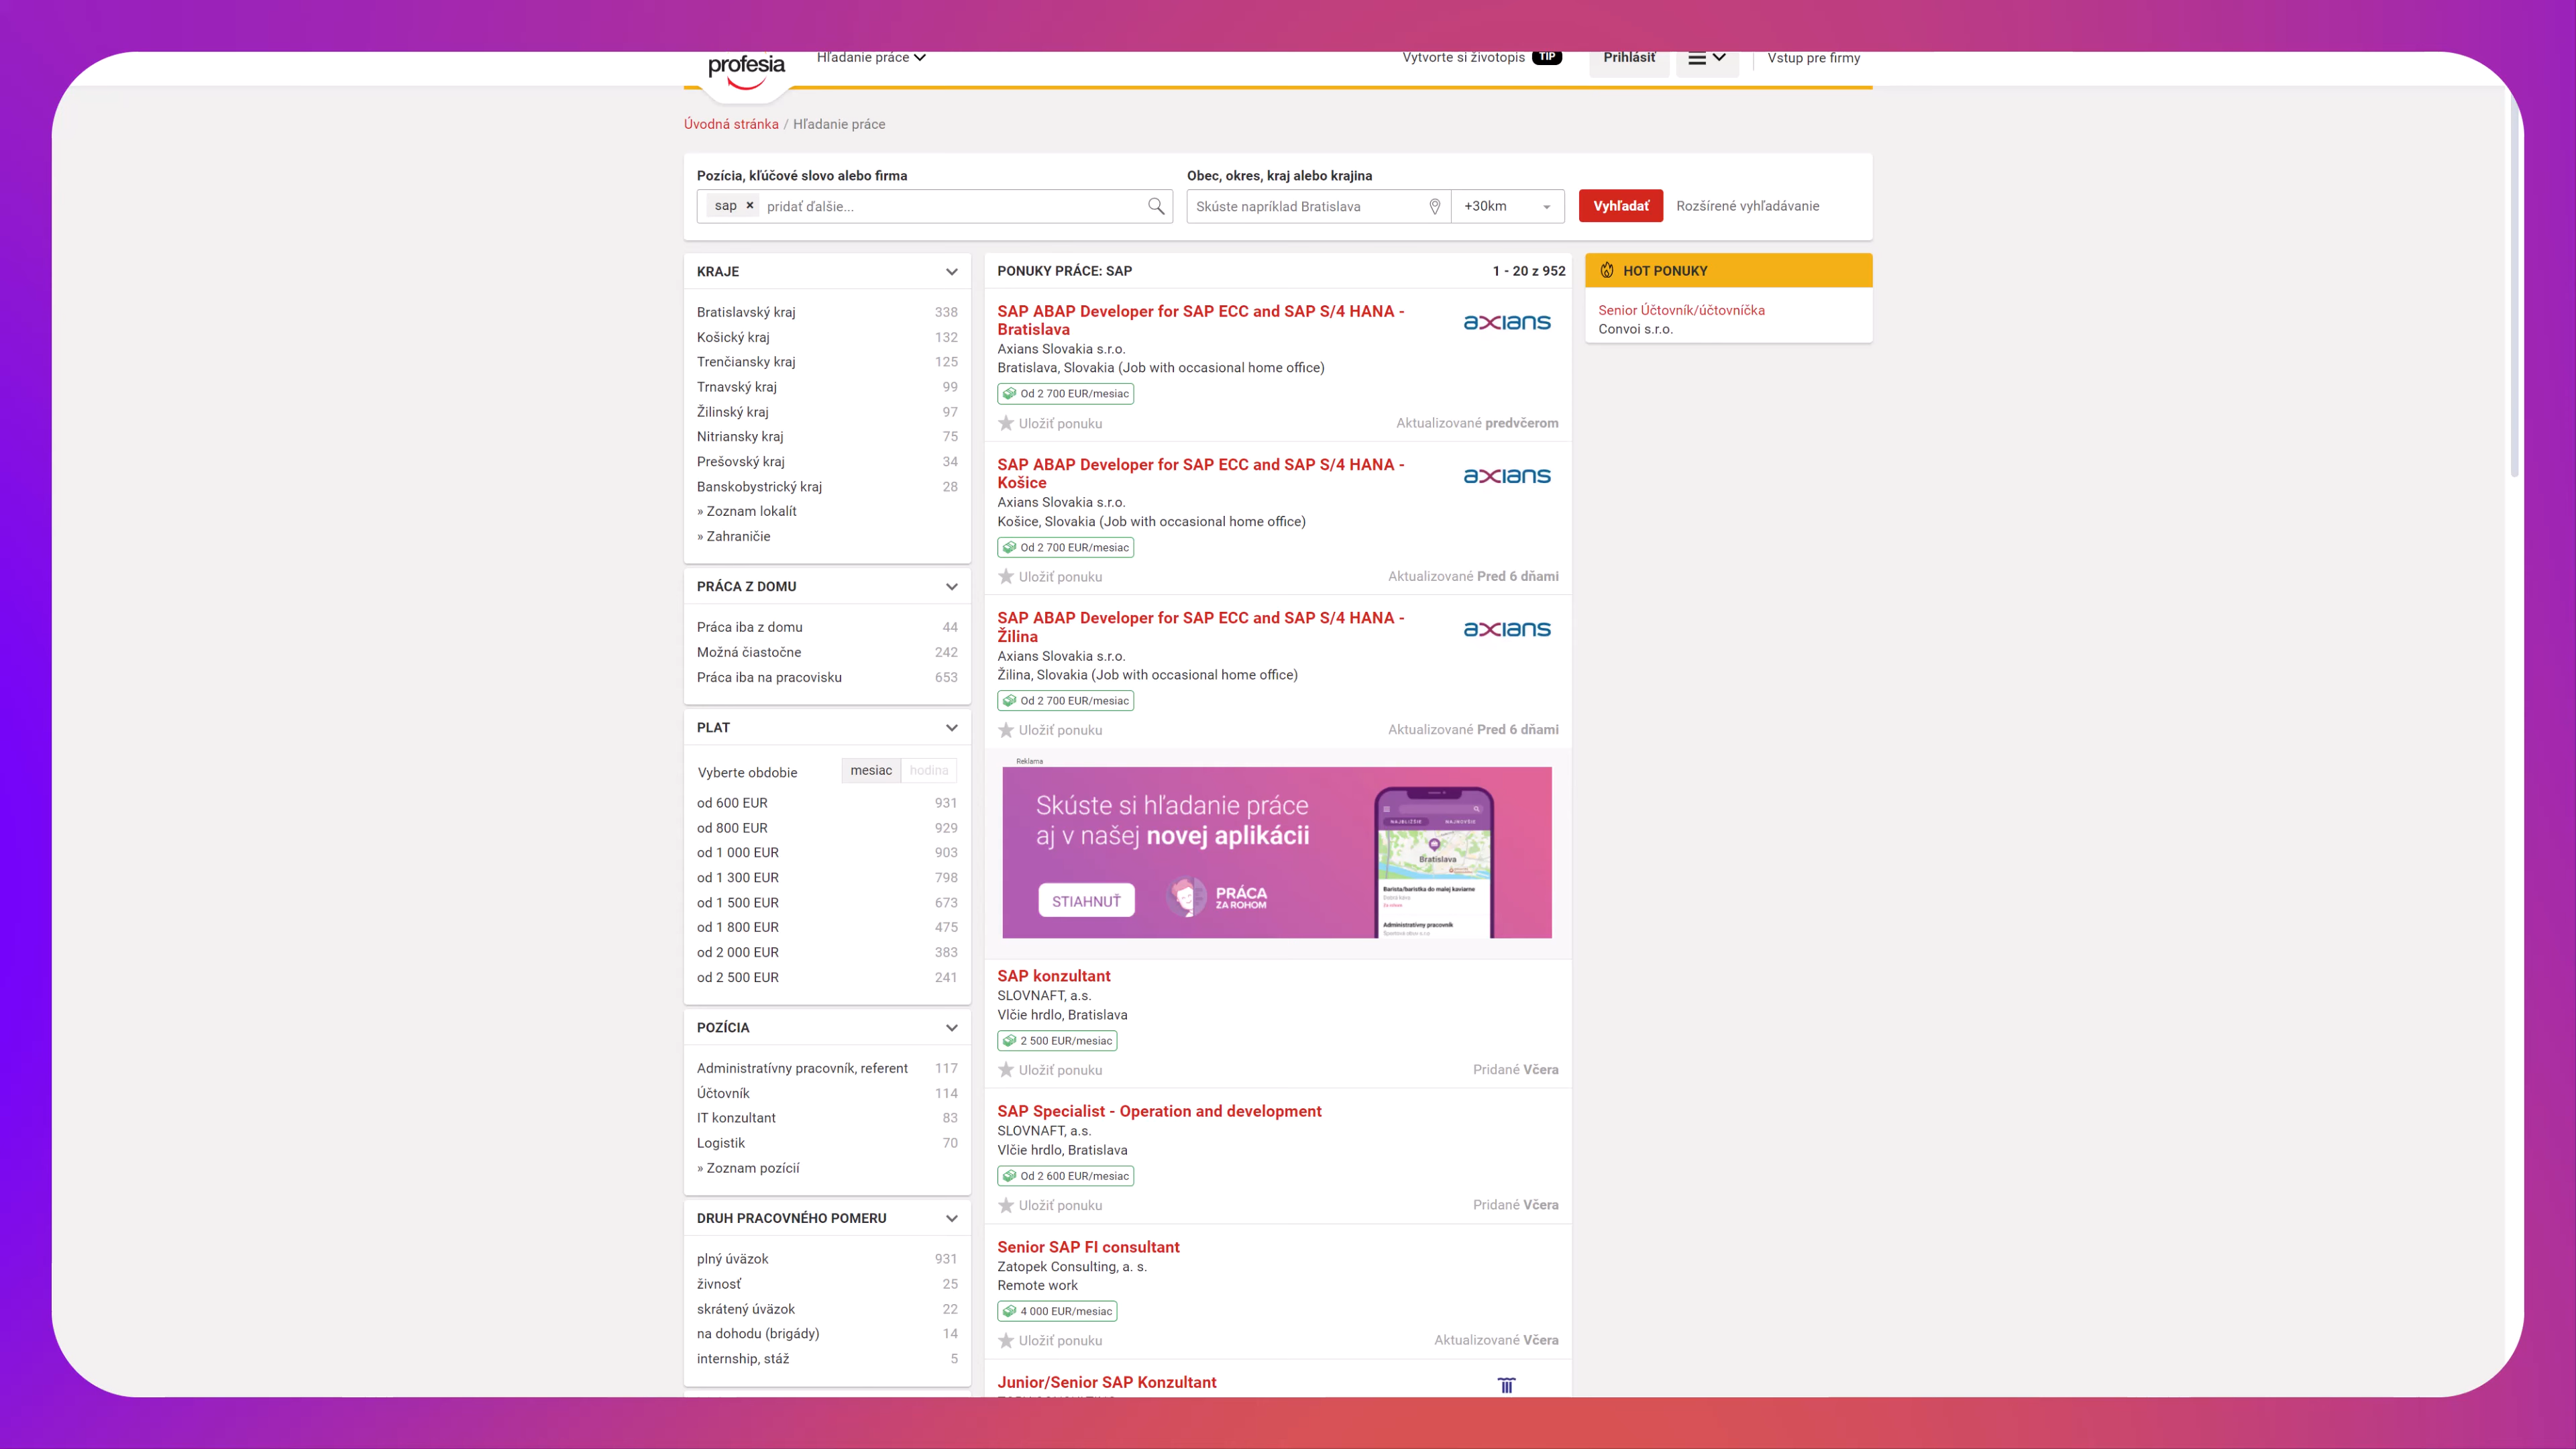 profesia
Hľadanie práce
Vytvorte si životopis TIP
Prihlásiť
Vstup pre firmy
Úvodná stránka / Hľadanie práce
Pozícia, kľúčové slovo alebo firma
sap × pridať ďalšie...
Obec, okres, kraj alebo krajina
Skúste napríklad Bratislava
+30km
Vyhľadať
Rozšírené vyhľadávanie
KRAJE
Bratislavský kraj 338
Košický kraj 132
Trenčiansky kraj 125
Trnavský kraj 99
Žilinský kraj 97
Nitriansky kraj 75
Prešovský kraj 34
Banskobystrický kraj 28
» Zoznam lokalít
» Zahraničie
PRÁCA Z DOMU
Práca iba z domu 44
Možná čiastočne 242
Práca iba na pracovisku 653
PLAT
Vyberte obdobie mesiac hodina
od 600 EUR 931
od 800 EUR 929
od 1 000 EUR 903
od 1 300 EUR 798
od 1 500 EUR 673
od 1 800 EUR 475
od 2 000 EUR 383
od 2 500 EUR 241
POZÍCIA
Administratívny pracovník, referent 117
Účtovník 114
IT konzultant 83
Logistik 70
» Zoznam pozícií
DRUH PRACOVNÉHO POMERU
plný úväzok 931
živnosť 25
skrátený úväzok 22
na dohodu (brigády) 14
internship, stáž 5
PONUKY PRÁCE: SAP 1 - 20 z 952
SAP ABAP Developer for SAP ECC and SAP S/4 HANA -
Bratislava
axians
Axians Slovakia s.r.o.
Bratislava, Slovakia (Job with occasional home office)
Od 2 700 EUR/mesiac
Uložiť ponuku Aktualizované predvčerom
SAP ABAP Developer for SAP ECC and SAP S/4 HANA -
Košice
axians
Axians Slovakia s.r.o.
Košice, Slovakia (Job with occasional home office)
Od 2 700 EUR/mesiac
Uložiť ponuku Aktualizované Pred 6 dňami
SAP ABAP Developer for SAP ECC and SAP S/4 HANA -
Žilina
axians
Axians Slovakia s.r.o.
Žilina, Slovakia (Job with occasional home office)
Od 2 700 EUR/mesiac
Uložiť ponuku Aktualizované Pred 6 dňami
Reklama
Skúste si hľadanie práce
aj v našej novej aplikácii
STIAHNUŤ
PRÁCA
ZA ROHOM
NAJBLIŽŠIE NAJNOVŠIE
Bratislava
Barista/baristka do malej kaviarne
Administratívny pracovník
SAP konzultant
SLOVNAFT, a.s.
Vlčie hrdlo, Bratislava
2 500 EUR/mesiac
Uložiť ponuku Pridané Včera
SAP Specialist - Operation and development
SLOVNAFT, a.s.
Vlčie hrdlo, Bratislava
Od 2 600 EUR/mesiac
Uložiť ponuku Pridané Včera
Senior SAP FI consultant
Zatopek Consulting, a. s.
Remote work
4 000 EUR/mesiac
Uložiť ponuku Aktualizované Včera
Junior/Senior SAP Konzultant
HOT PONUKY
Senior Účtovník/účtovníčka
Convoi s.r.o.